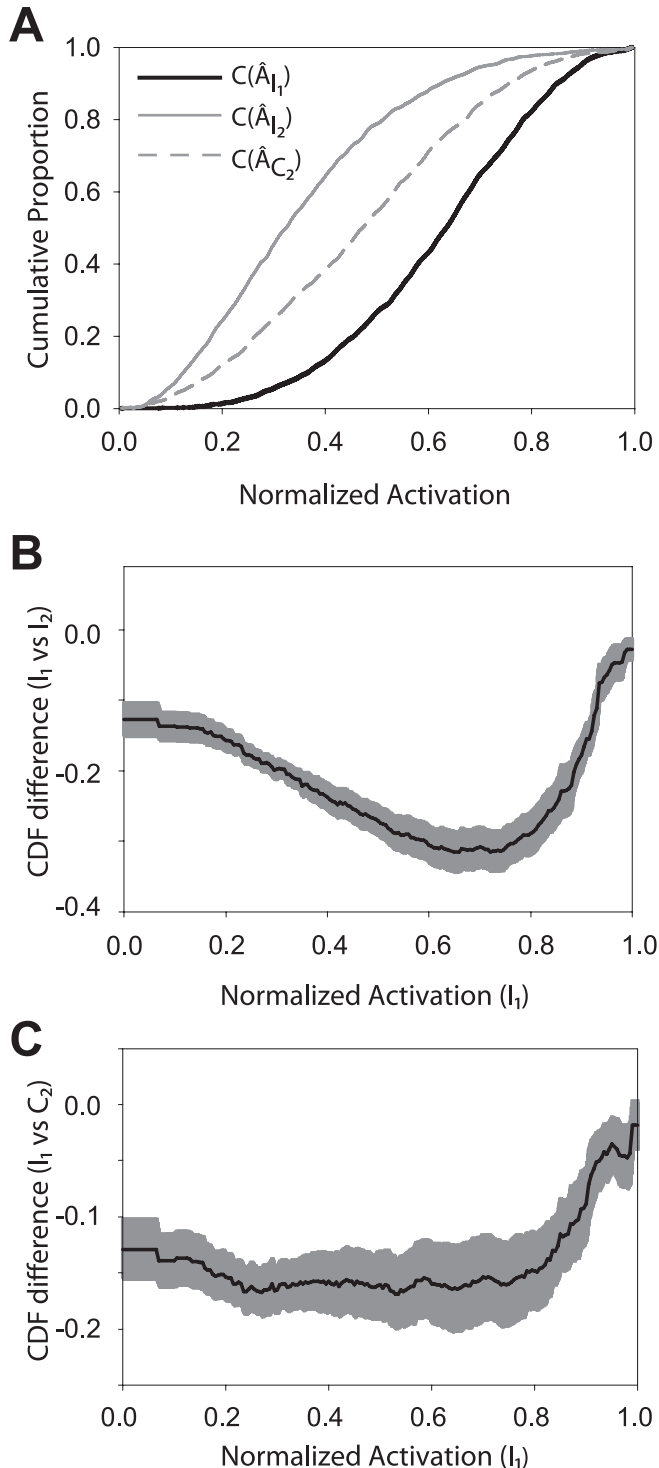 A
1.0
0.8
0.6
0.4
0.2
0.0
Cumulative Proportion
C(Â_I₁)
C(Â_I₂)
C(Â_C₂)
0.0 0.2 0.4 0.6 0.8 1.0
Normalized Activation
B
0.0
-0.2
-0.4
CDF difference (I₁ vs I₂)
0.0 0.2 0.4 0.6 0.8 1.0
Normalized Activation (I₁)
C
0.0
-0.1
-0.2
CDF difference (I₁ vs C₂)
0.0 0.2 0.4 0.6 0.8 1.0
Normalized Activation (I₁)